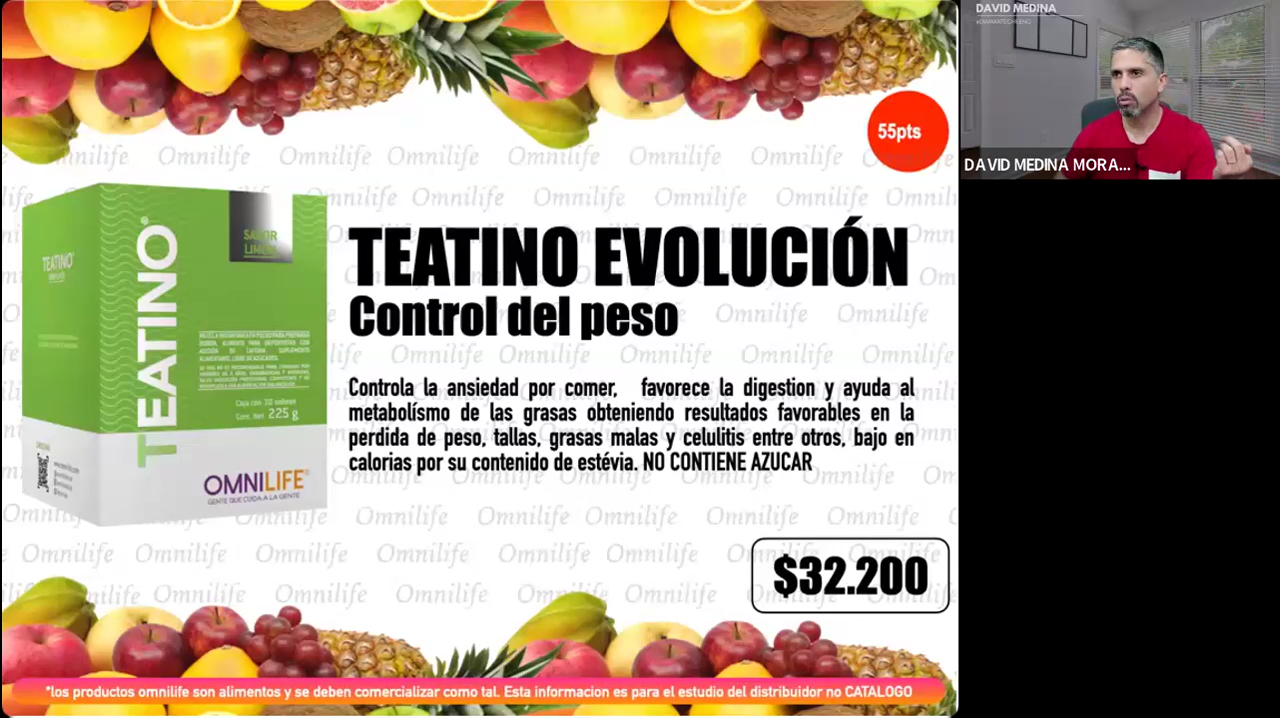 DAVID MEDINA
DAVID MEDINA MORA...
55pts
TEATINO EVOLUCIÓN
Control del peso
Controla la ansiedad por comer, favorece la digestion y ayuda al
metabolísmo de las grasas obteniendo resultados favorables en la
perdida de peso, tallas, grasas malas y celulitis entre otros, bajo en
calorias por su contenido de estévia. NO CONTIENE AZUCAR
$32.200
TEATINO
SABOR
LIMÓN
TEATINO
Caja con 30 sobres
Cont. Net. 225 g
OMNILIFE
GENTE QUE CUIDA A LA GENTE
Omnilife
*los productos omnilife son alimentos y se deben comercializar como tal. Esta informacion es para el estudio del distribuidor no CATALOGO